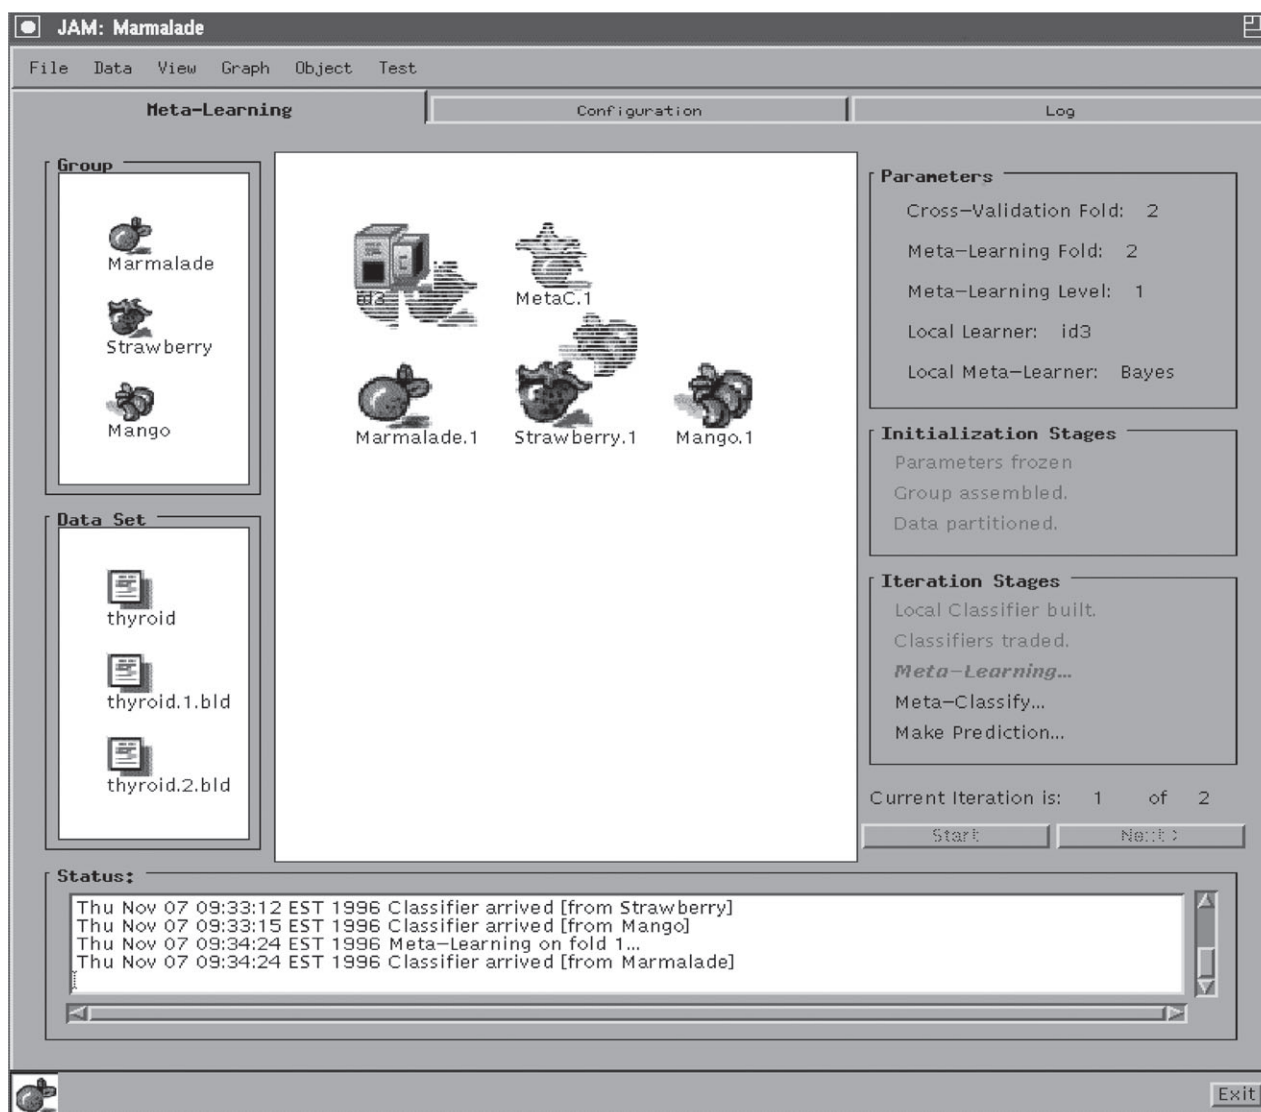 JAM: Marmalade
File Data View Graph Object Test
Meta-Learning Configuration Log
Group
Marmalade
Strawberry
Mango
Data Set
thyroid
thyroid.1.bld
thyroid.2.bld
id3 MetaC.1
Marmalade.1 Strawberry.1 Mango.1
Parameters
Cross-Validation Fold: 2
Meta-Learning Fold: 2
Meta-Learning Level: 1
Local Learner: id3
Local Meta-Learner: Bayes
Initialization Stages
Parameters frozen
Group assembled.
Data partitioned.
Iteration Stages
Local Classifier built.
Classifiers traded.
Meta-Learning...
Meta-Classify...
Make Prediction...
Current Iteration is: 1 of 2
Start Next >
Status:
Thu Nov 07 09:33:12 EST 1996 Classifier arrived [from Strawberry]
Thu Nov 07 09:33:15 EST 1996 Classifier arrived [from Mango]
Thu Nov 07 09:34:24 EST 1996 Meta-Learning on fold 1...
Thu Nov 07 09:34:24 EST 1996 Classifier arrived [from Marmalade]
Exit